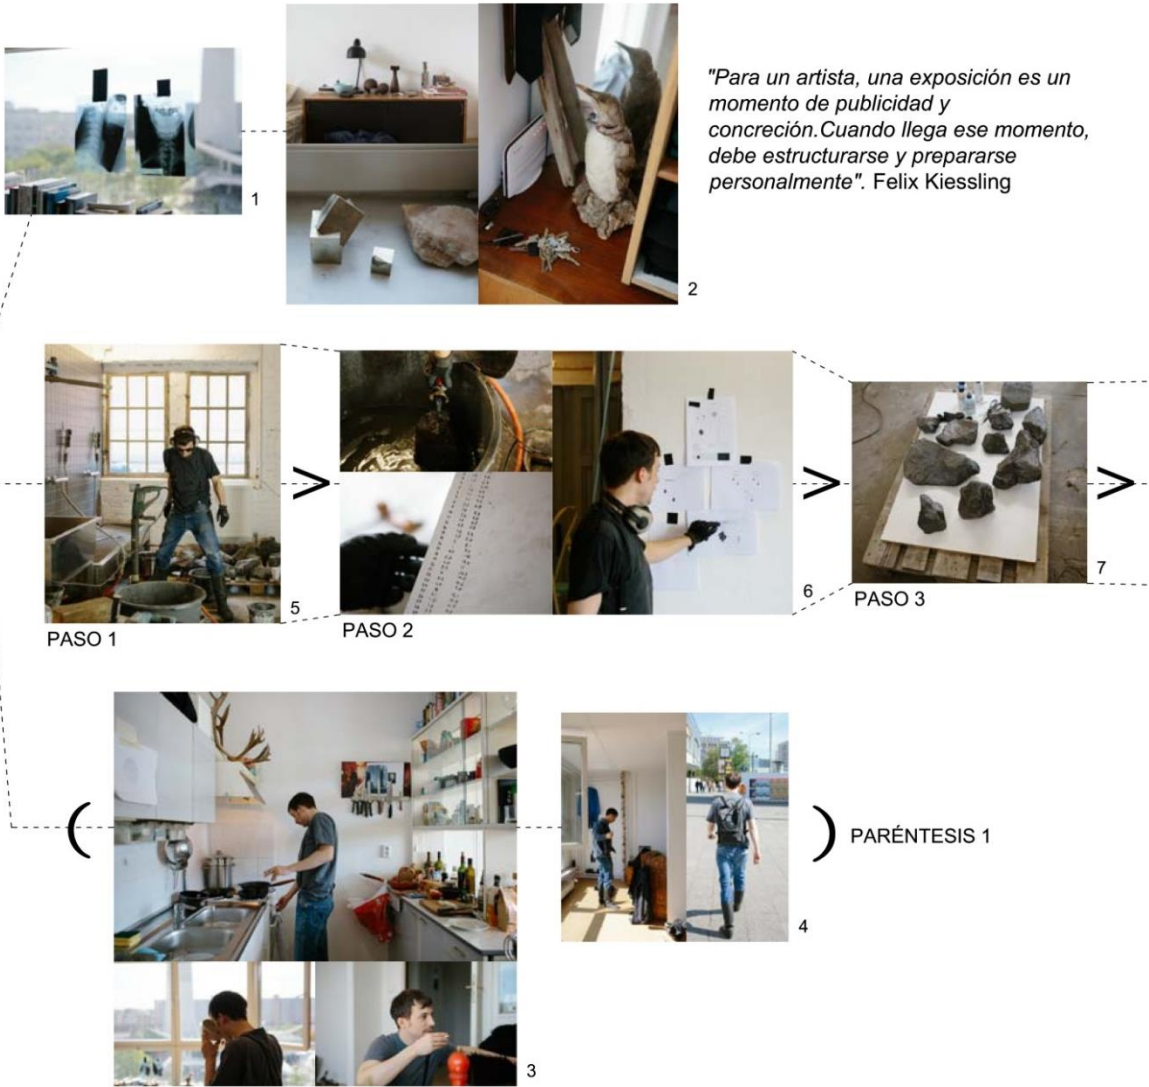 "Para un artista, una exposición es un
momento de publicidad y
concreción.Cuando llega ese momento,
debe estructurarse y prepararse
personalmente". Felix Kiessling
1
2
>
>
>
5
6
7
PASO 1
PASO 2
PASO 3
(
)
PARÉNTESIS 1
4
3